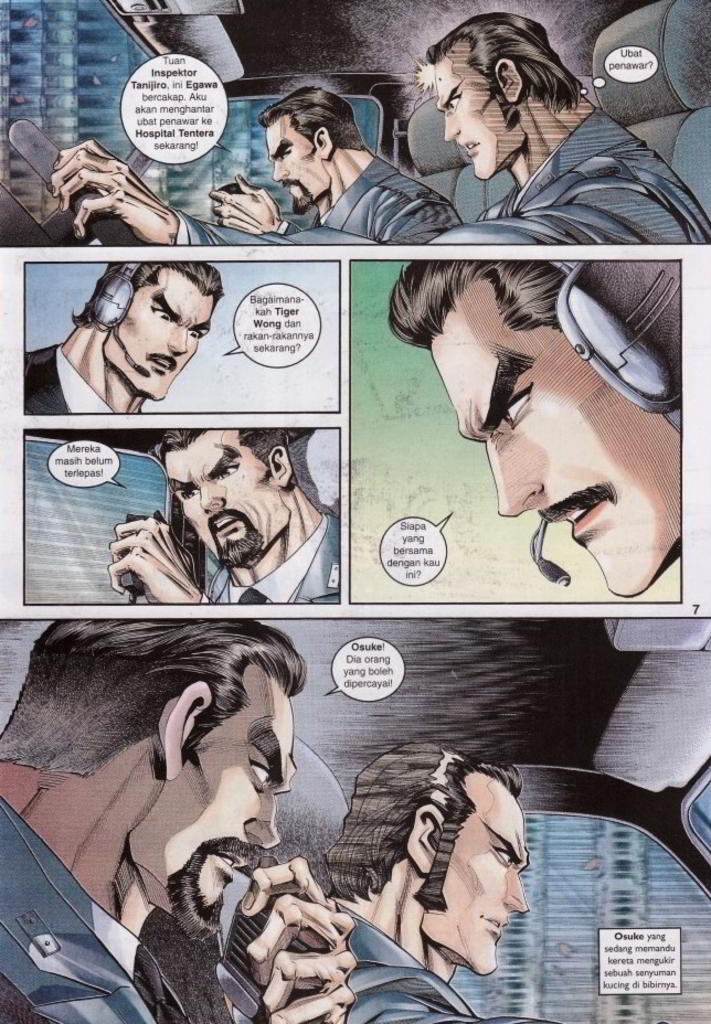 Tuan
Inspektor
Tanijiro, ini Egawa
bercakap. Aku
akan menghantar
ubat penawar ke
Hospital Tentera
sekarang!
Ubat
penawar?
Bagaimana-
kah Tiger
Wong dan
rakan-rakannya
sekarang?
Mereka
masih belum
terlepas!
Siapa
yang
bersama
dengan kau
ini?
7
Osuke!
Dia orang
yang boleh
dipercayai!
Osuke yang
sedang memandu
kereta mengukir
sebuah senyuman
kucing di bibirnya.